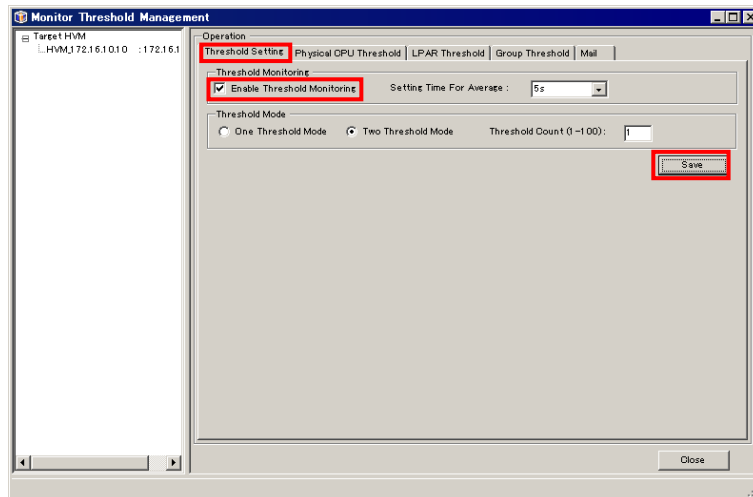 Monitor Threshold Management
Target HVM
HVM_172.16.10.10 :172.16.1
Operation
Threshold Setting Physical CPU Threshold LPAR Threshold Group Threshold Mail
Threshold Monitoring
Enable Threshold Monitoring Setting Time For Average : 5s
Threshold Mode
One Threshold Mode Two Threshold Mode Threshold Count (1-100): 1
Save
Close